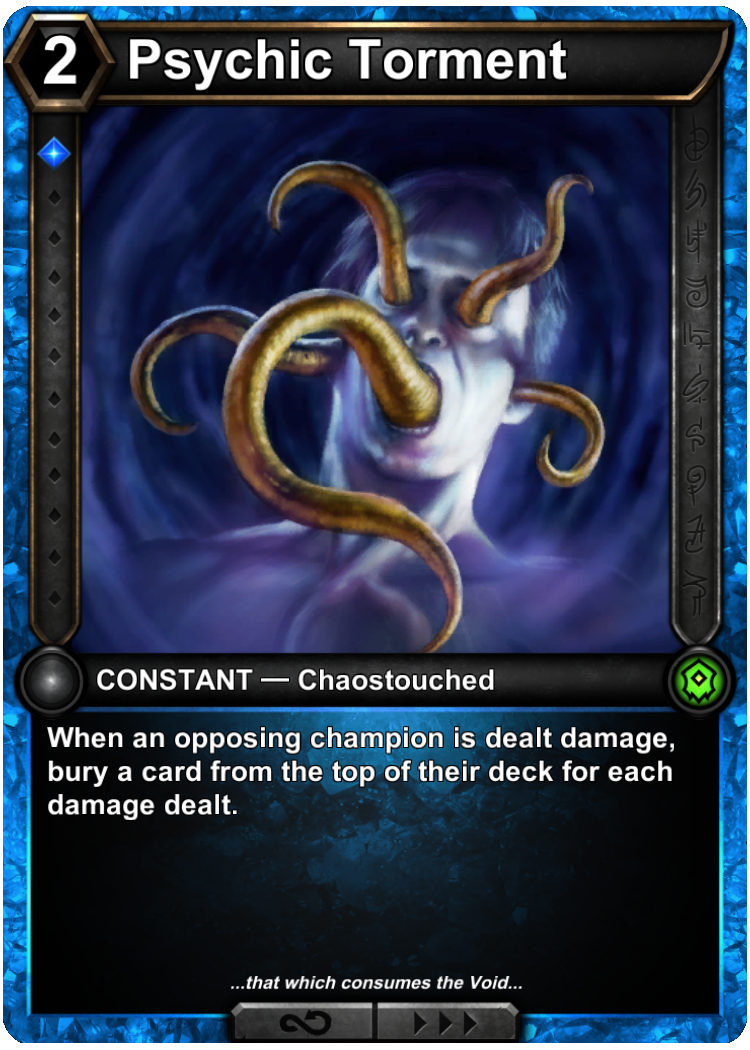 2
Psychic Torment
CONSTANT — Chaostouched
When an opposing champion is dealt damage,
bury a card from the top of their deck for each
damage dealt.
...that which consumes the Void...